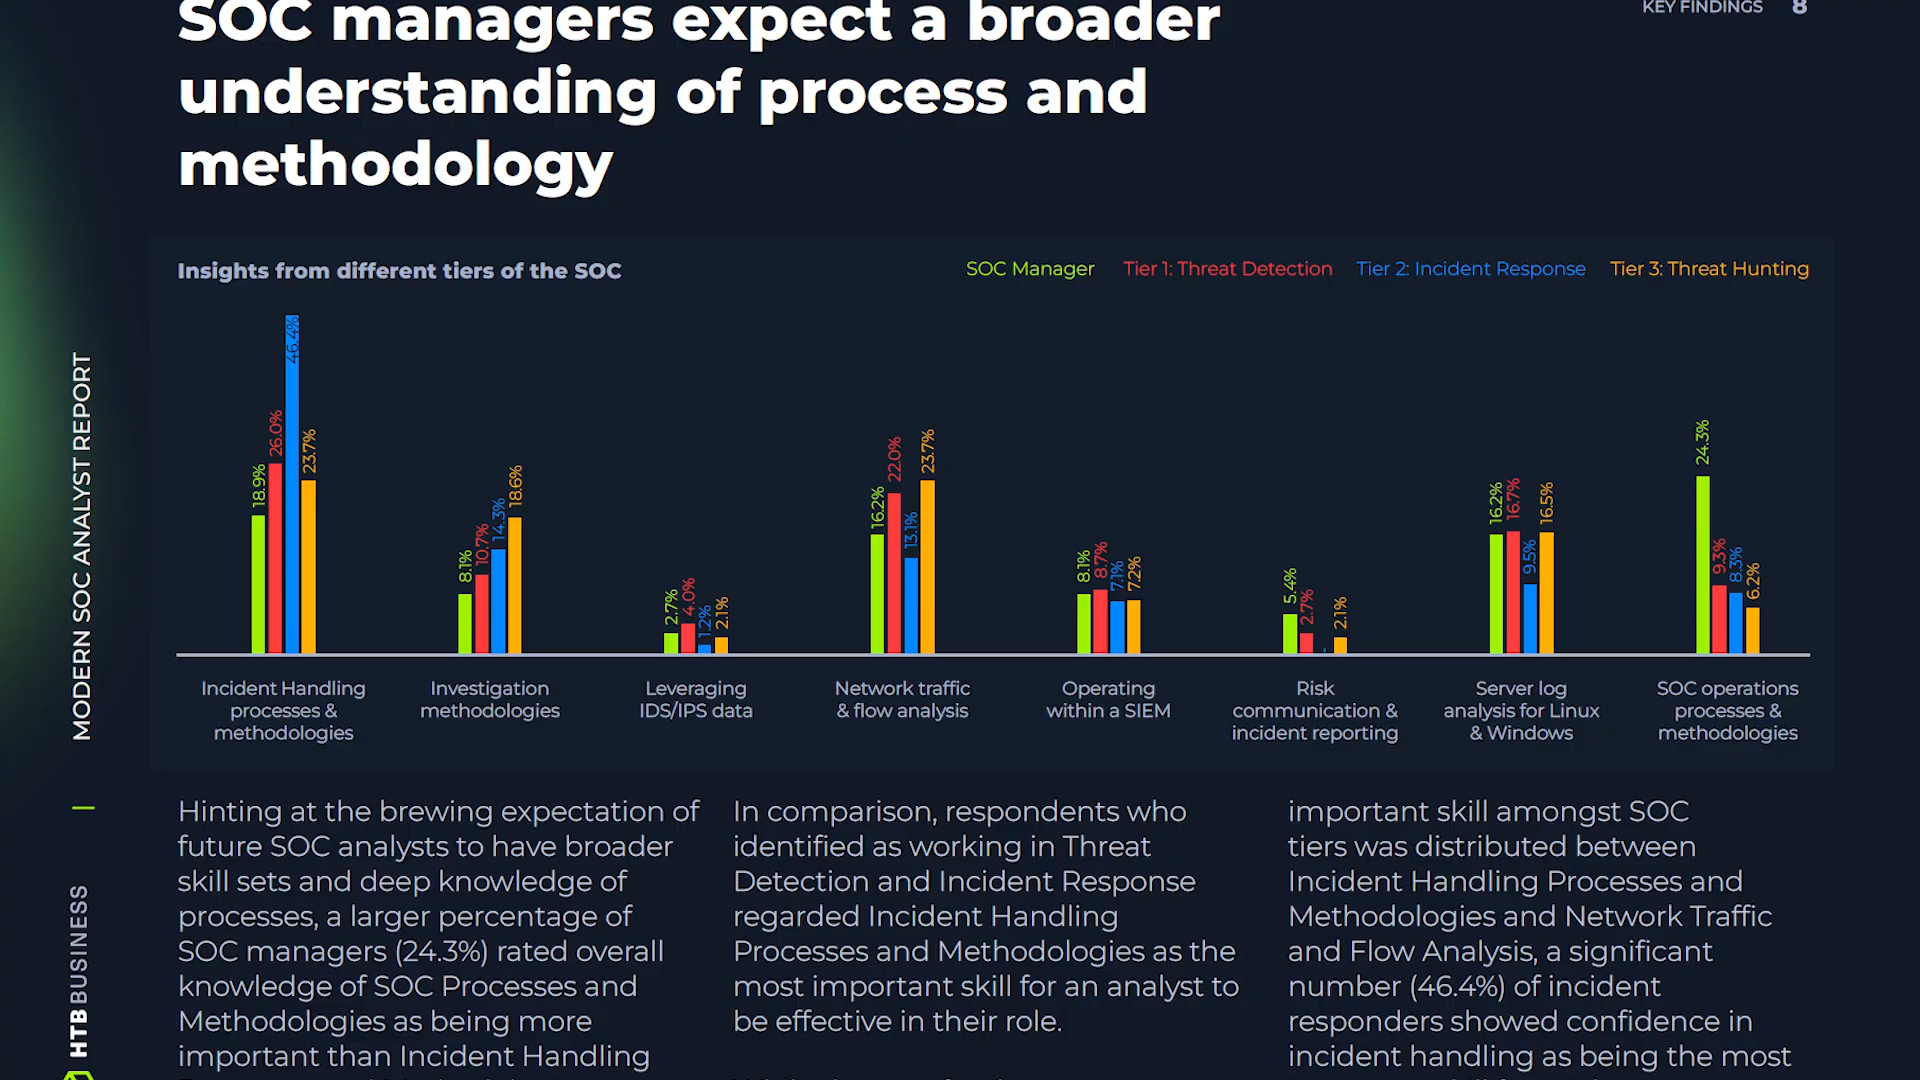 KEY FINDINGS 8
SOC managers expect a broader
understanding of process and
methodology
Insights from different tiers of the SOC
SOC Manager Tier 1: Threat Detection Tier 2: Incident Response Tier 3: Threat Hunting
18.9% 26.0% 46.4% 23.7%
8.1% 10.7% 14.3% 18.6%
2.7% 4.0% 1.2% 2.1%
16.2% 22.0% 13.1% 23.7%
8.1% 8.7% 7.1% 7.2%
5.4% 2.7% 2.1%
16.2% 16.7% 9.5% 16.5%
24.3% 9.3% 8.3% 6.2%
Incident Handling
processes &
methodologies
Investigation
methodologies
Leveraging
IDS/IPS data
Network traffic
& flow analysis
Operating
within a SIEM
Risk
communication &
incident reporting
Server log
analysis for Linux
& Windows
SOC operations
processes &
methodologies
Hinting at the brewing expectation of
future SOC analysts to have broader
skill sets and deep knowledge of
processes, a larger percentage of
SOC managers (24.3%) rated overall
knowledge of SOC Processes and
Methodologies as being more
important than Incident Handling
In comparison, respondents who
identified as working in Threat
Detection and Incident Response
regarded Incident Handling
Processes and Methodologies as the
most important skill for an analyst to
be effective in their role.
important skill amongst SOC
tiers was distributed between
Incident Handling Processes and
Methodologies and Network Traffic
and Flow Analysis, a significant
number (46.4%) of incident
responders showed confidence in
incident handling as being the most
HTBBUSINESS | MODERN SOC ANALYST REPORT